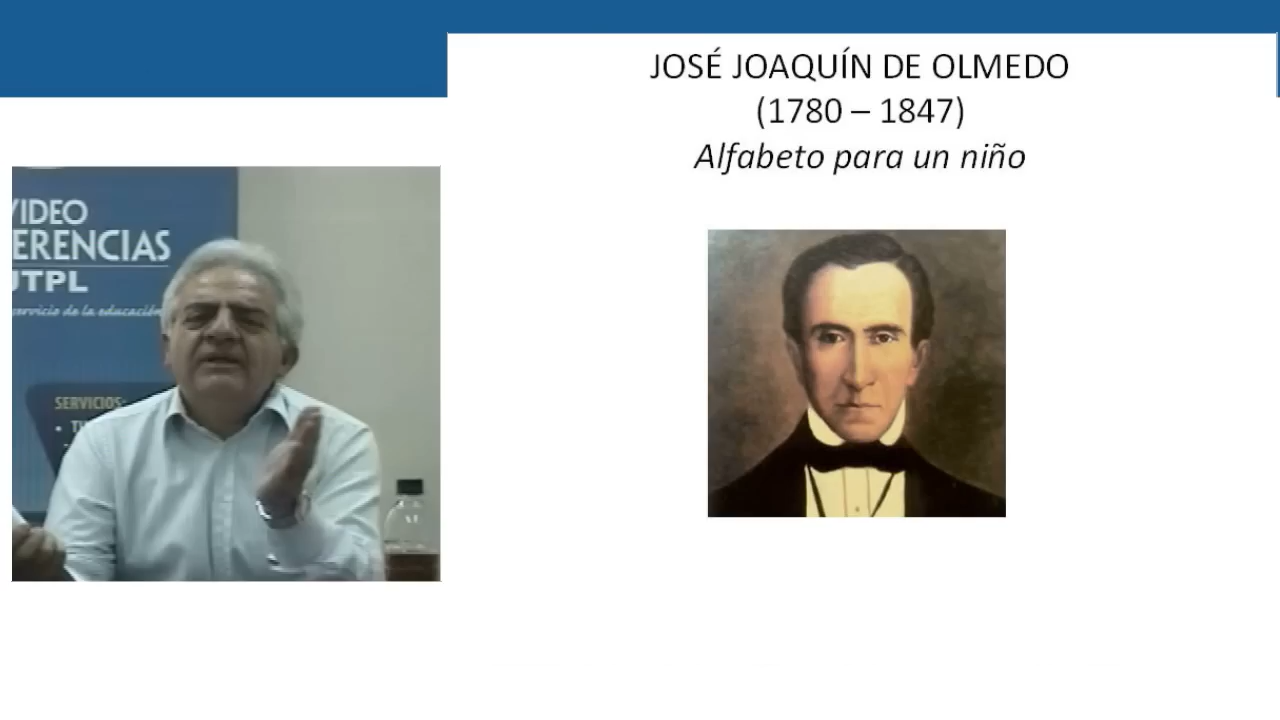 JOSÉ JOAQUÍN DE OLMEDO
(1780 – 1847)
Alfabeto para un niño
VIDEO
ERENCIAS
UTPL
servicio de la educación
SERVICIOS: